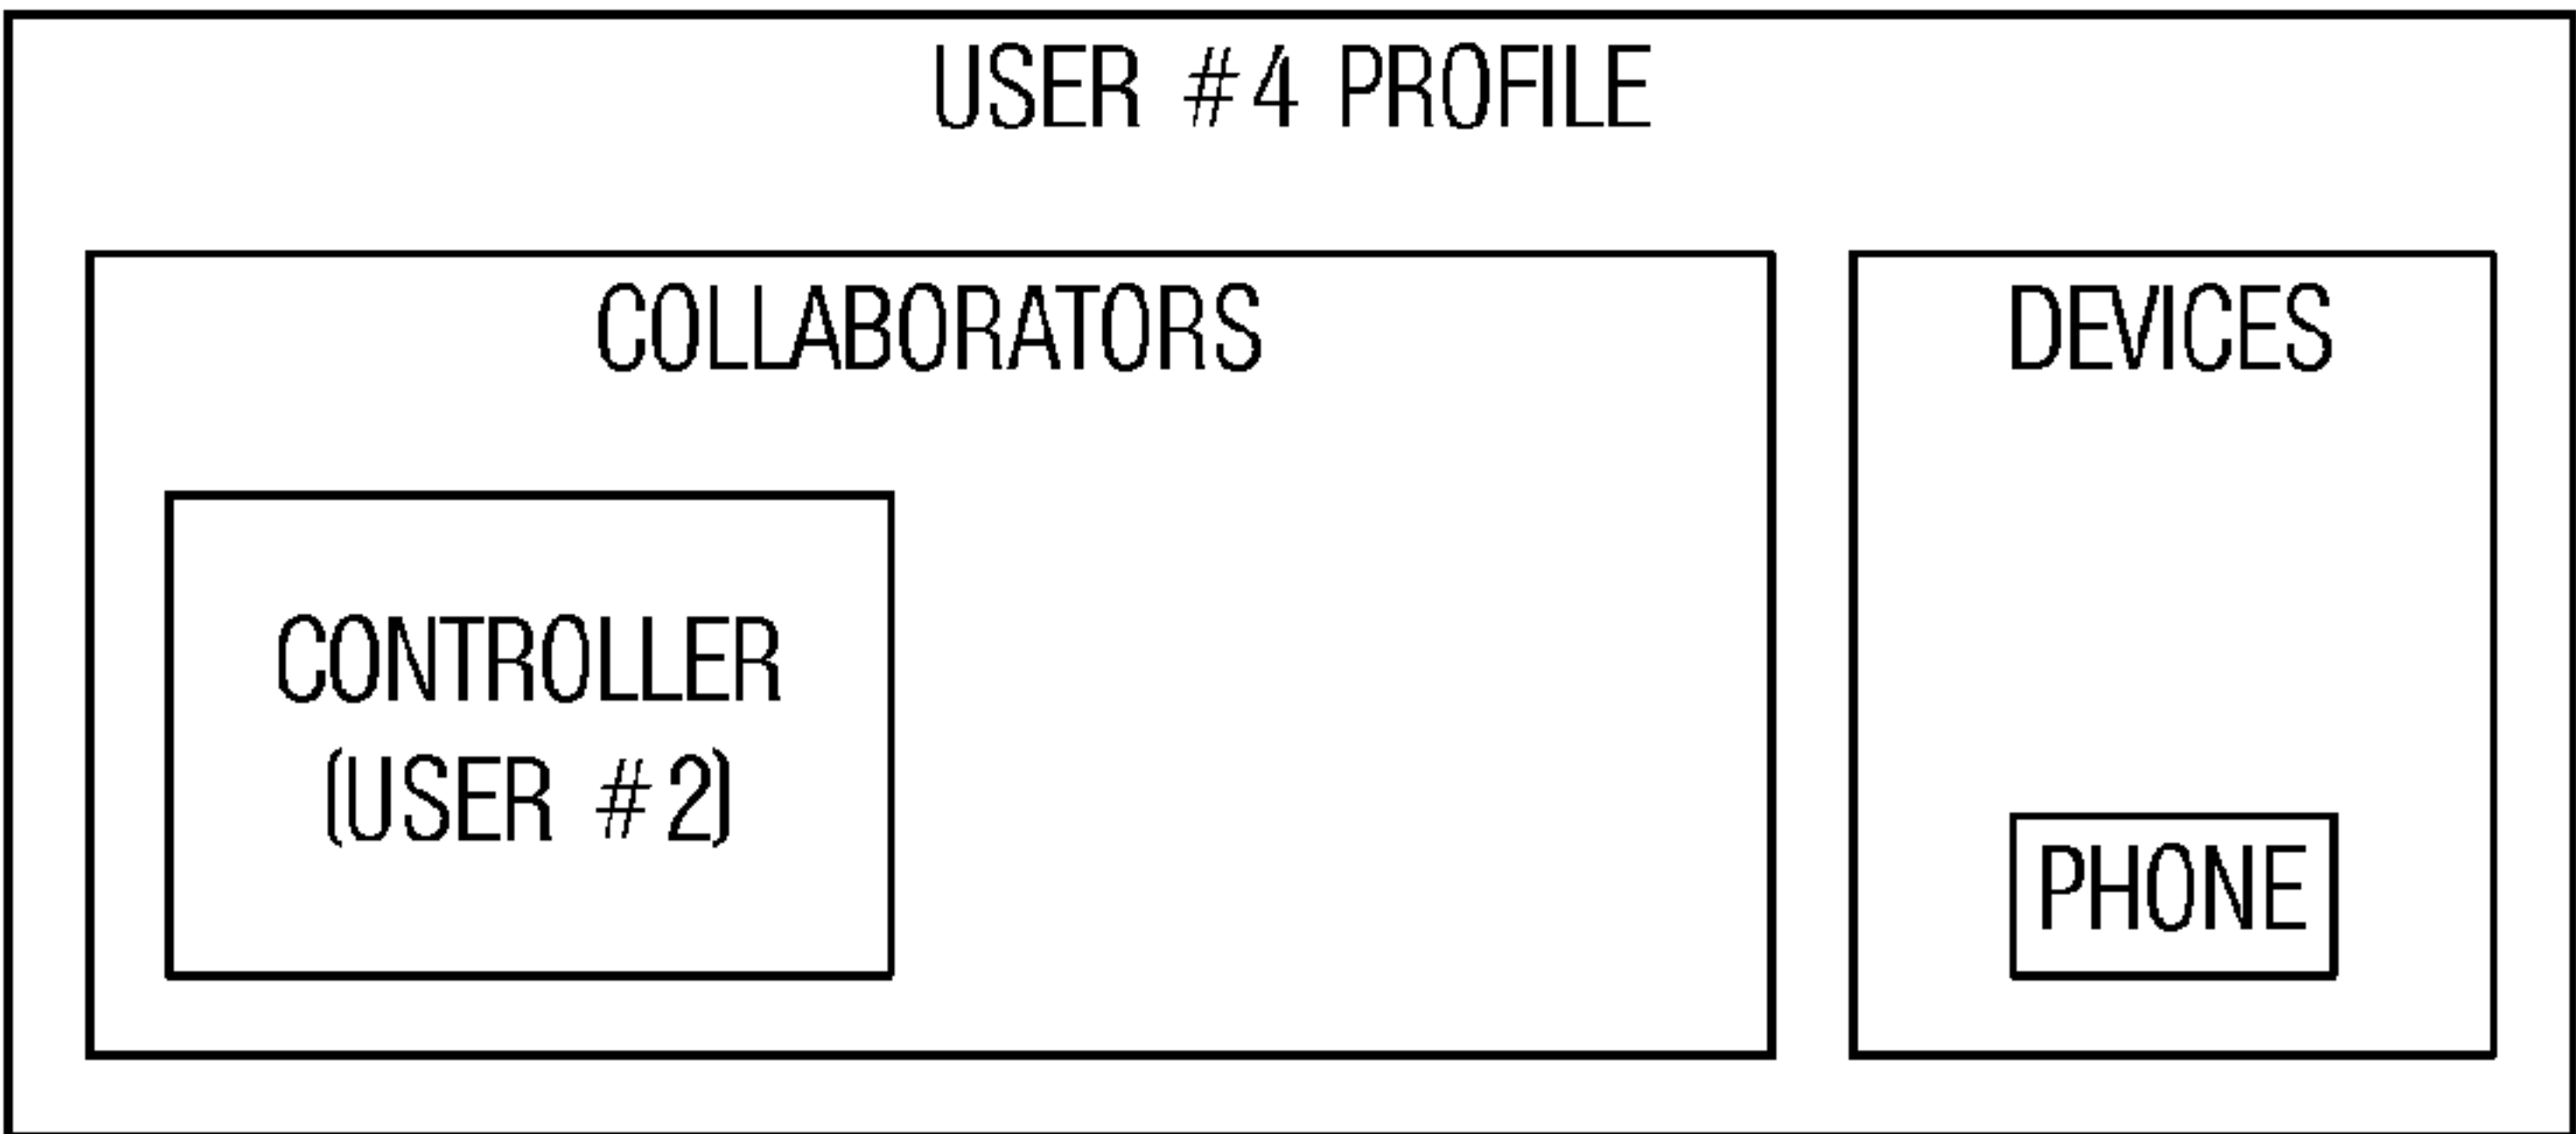 USER #4 PROFILE
COLLABORATORS
CONTROLLER
(USER #2)
DEVICES
PHONE